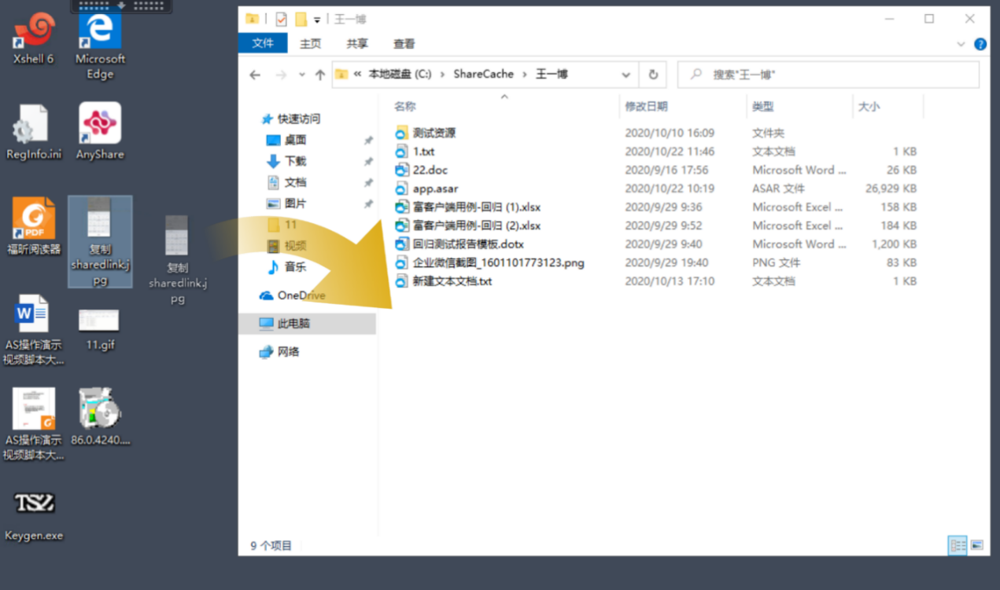 Xshell 6
Microsoft
Edge
RegInfo.ini
AnyShare
PDF
福昕阅读器
复制
sharedlink.j
pg
复制
sharedlink.j
pg
W
AS操作演示
视频脚本大...
11.gif
AS操作演示
视频脚本大...
86.0.4240....
TSZ
Keygen.exe
王一博
文件 主页 共享 查看
« 本地磁盘 (C:) › ShareCache › 王一博
搜索"王一博"
快速访问
桌面
下载
文档
图片
11
视频
音乐
OneDrive
此电脑
网络
名称 修改日期 类型 大小
测试资源 2020/10/10 16:09 文件夹
1.txt 2020/10/22 11:46 文本文档 1 KB
22.doc 2020/9/16 17:56 Microsoft Word ... 26 KB
app.asar 2020/10/22 10:19 ASAR 文件 26,929 KB
富客户端用例-回归 (1).xlsx 2020/9/29 9:36 Microsoft Excel ... 158 KB
富客户端用例-回归 (2).xlsx 2020/9/29 9:52 Microsoft Excel ... 184 KB
回归测试报告模板.dotx 2020/9/29 9:40 Microsoft Word ... 1,200 KB
企业微信截图_1601101773123.png 2020/9/29 19:40 PNG 文件 83 KB
新建文本文档.txt 2020/10/13 17:10 文本文档 1 KB
9 个项目